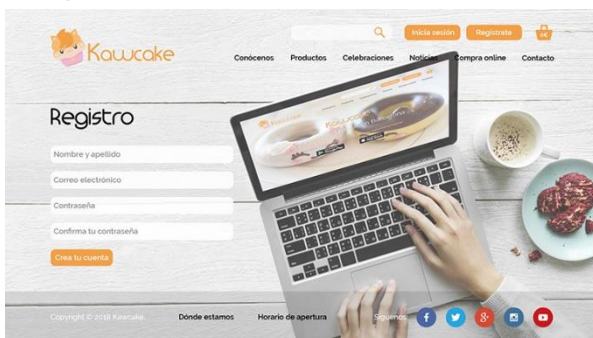 Inicia sesión Regístrate
Kawcake
Conócenos Productos Celebraciones Noticias Compra online Contacto
Registro
Nombre y apellido
Correo electrónico
Contraseña
Confirma tu contraseña
Crea tu cuenta
Copyright © 2018 Kawcake. Dónde estamos Horario de apertura Síguenos